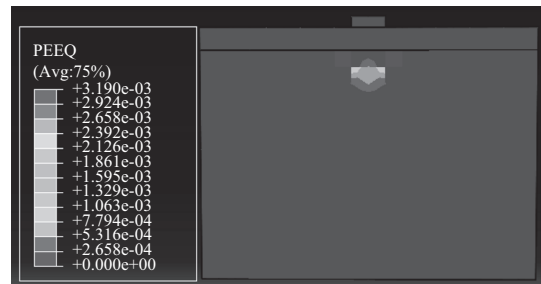 PEEQ
(Avg:75%)
+3.190e-03
+2.924e-03
+2.658e-03
+2.392e-03
+2.126e-03
+1.861e-03
+1.595e-03
+1.329e-03
+1.063e-03
+7.794e-04
+5.316e-04
+2.658e-04
+0.000e+00